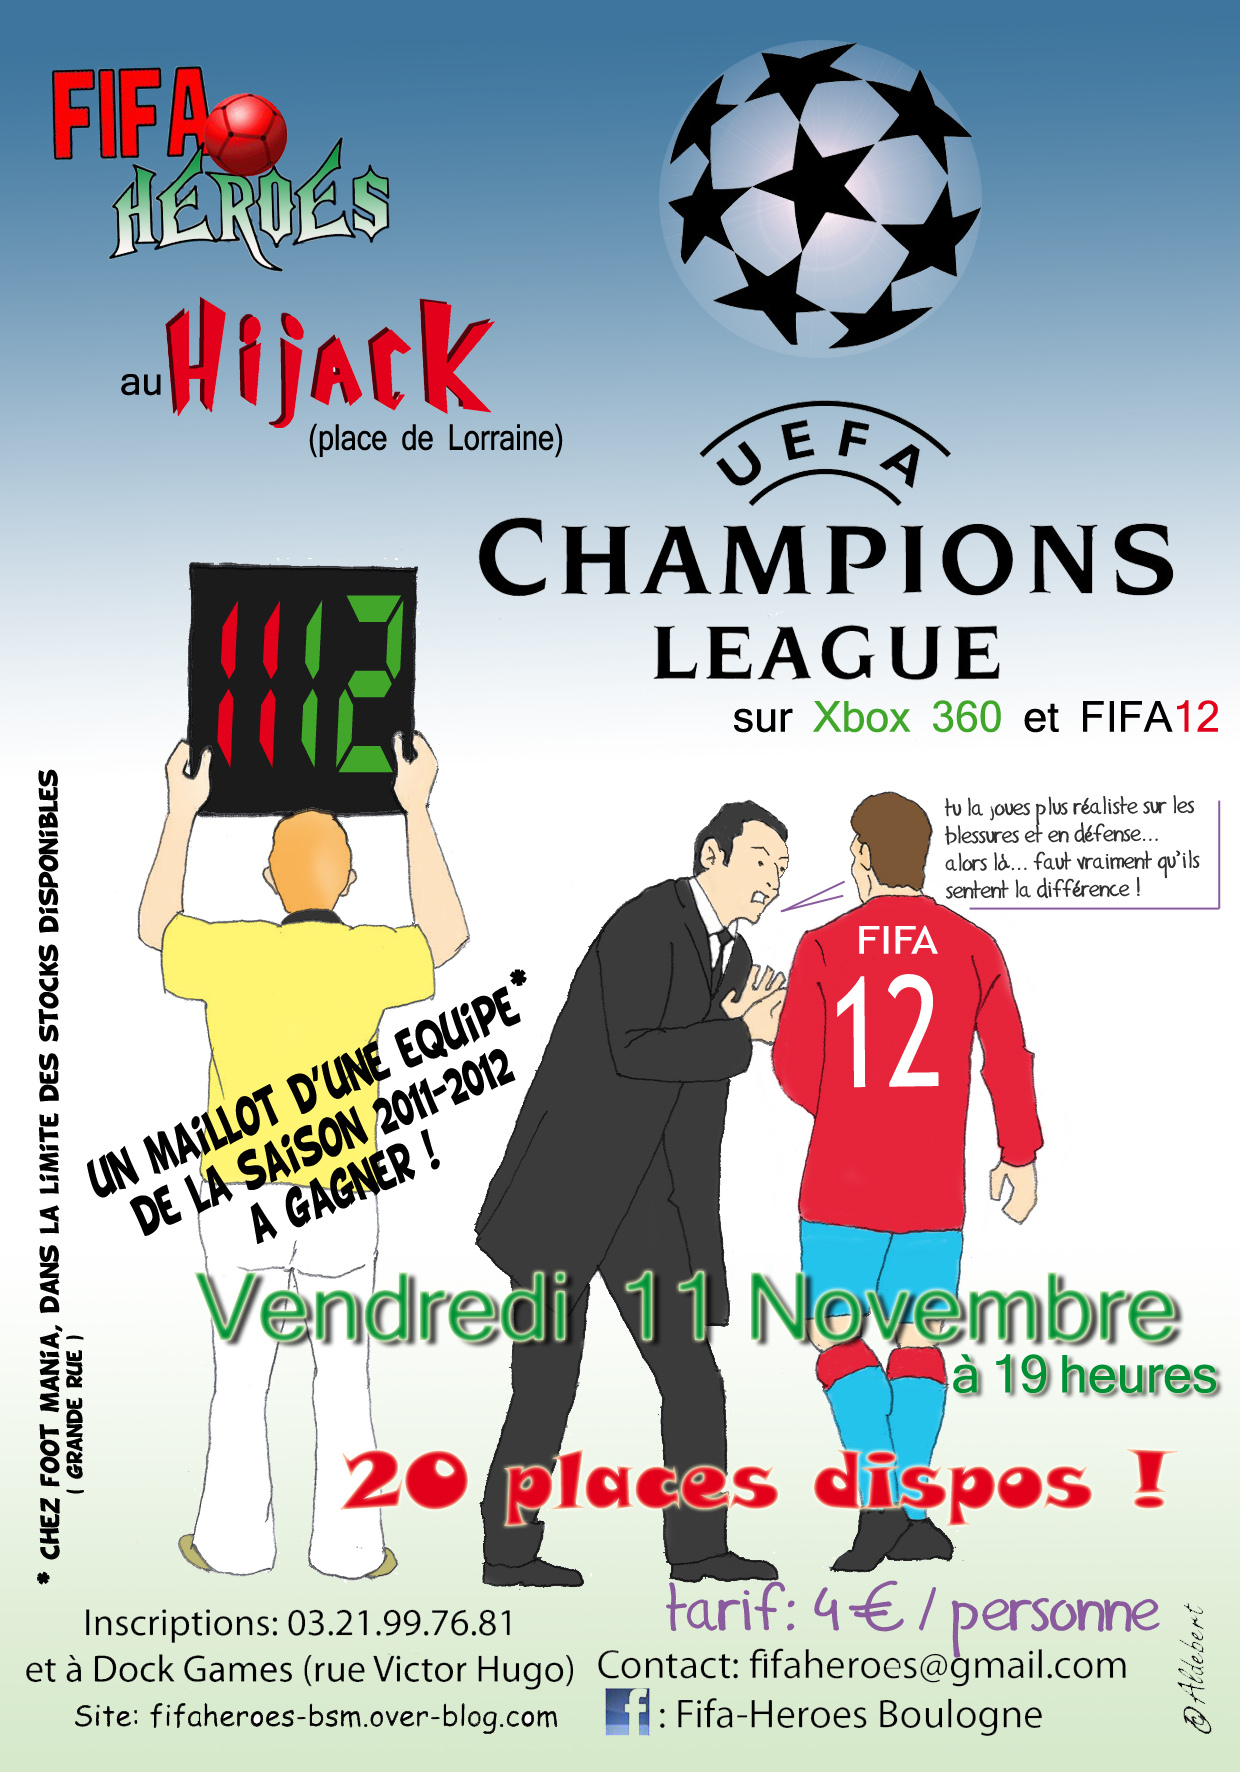 FIFA
HEROES
au Hijack
(place de Lorraine)
UEFA
CHAMPIONS
LEAGUE
sur Xbox 360 et FIFA12
11 12
tu la joues plus réaliste sur les
blessures et en défense...
alors là... faut vraiment qu'ils
sentent la différence !
FIFA
12
UN MAILLOT D'UNE EQUIPE*
DE LA SAISON 2011-2012
A GAGNER !
* CHEZ FOOT MANIA, DANS LA LIMITE DES STOCKS DISPONIBLES
( GRANDE RUE )
Vendredi 11 Novembre
à 19 heures
20 places dispos !
tarif: 4 € / personne
Inscriptions: 03.21.99.76.81
et à Dock Games (rue Victor Hugo)
Site: fifaheroes-bsm.over-blog.com
Contact: fifaheroes@gmail.com
f : Fifa-Heroes Boulogne
© Aldebert